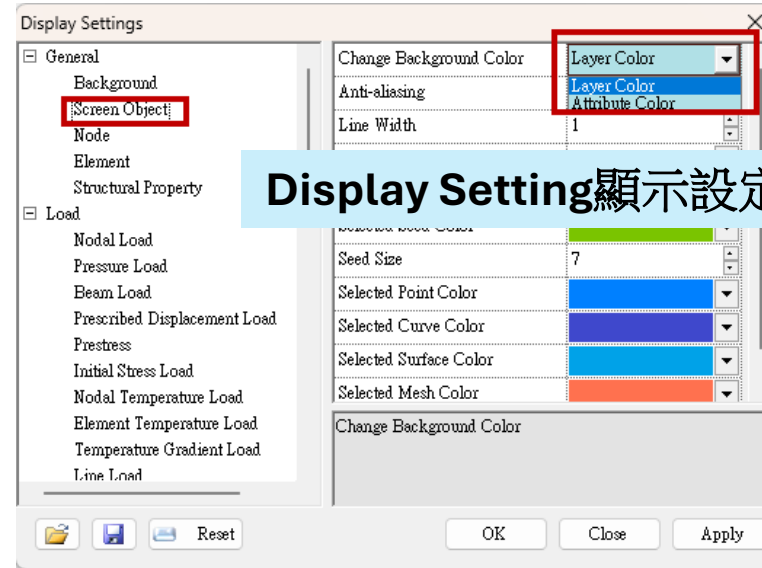 Display Settings
General
Background
Screen Object
Node
Element
Structural Property
Load
Nodal Load
Pressure Load
Beam Load
Prescribed Displacement Load
Prestress
Initial Stress Load
Nodal Temperature Load
Element Temperature Load
Temperature Gradient Load
Line Load
Change Background Color
Layer Color
Layer Color
Attribute Color
Anti-aliasing
Line Width
1
Display Setting顯示設定
Selected Seed Color
Seed Size
7
Selected Point Color
Selected Curve Color
Selected Surface Color
Selected Mesh Color
Change Background Color
Reset
OK
Close
Apply